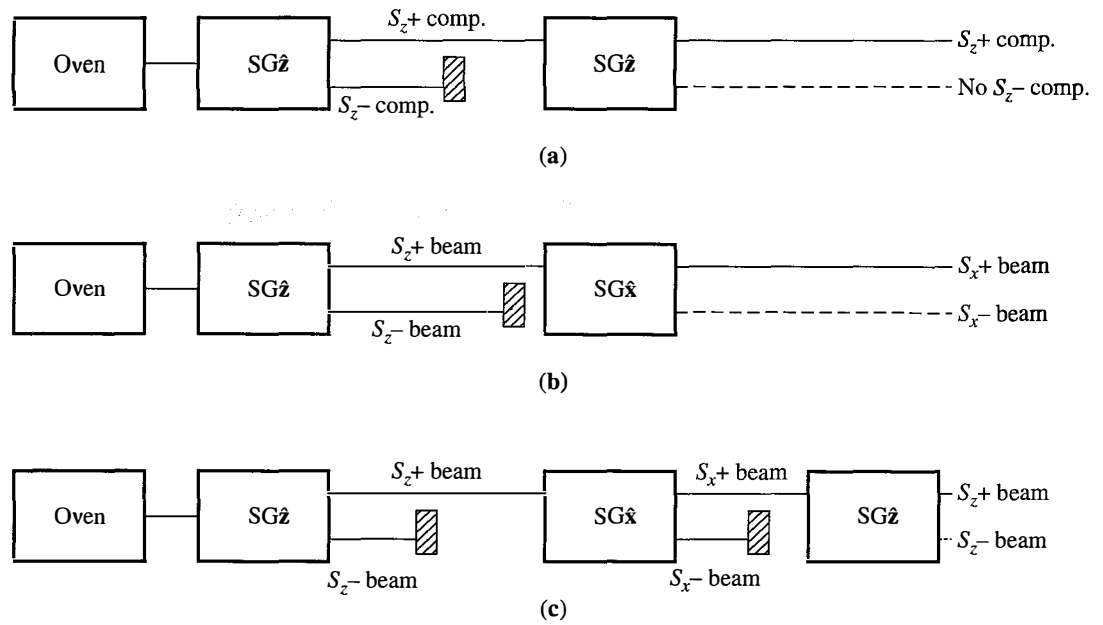 S_z+ comp.
Oven
SGẑ
SGẑ
S_z+ comp.
S_z− comp.
No S_z− comp.
(a)
S_z+ beam
Oven
SGẑ
SGx̂
S_x+ beam
S_z− beam
S_x− beam
(b)
S_z+ beam
S_x+ beam
Oven
SGẑ
SGx̂
SGẑ
S_z+ beam
S_z− beam
S_z− beam
S_x− beam
(c)